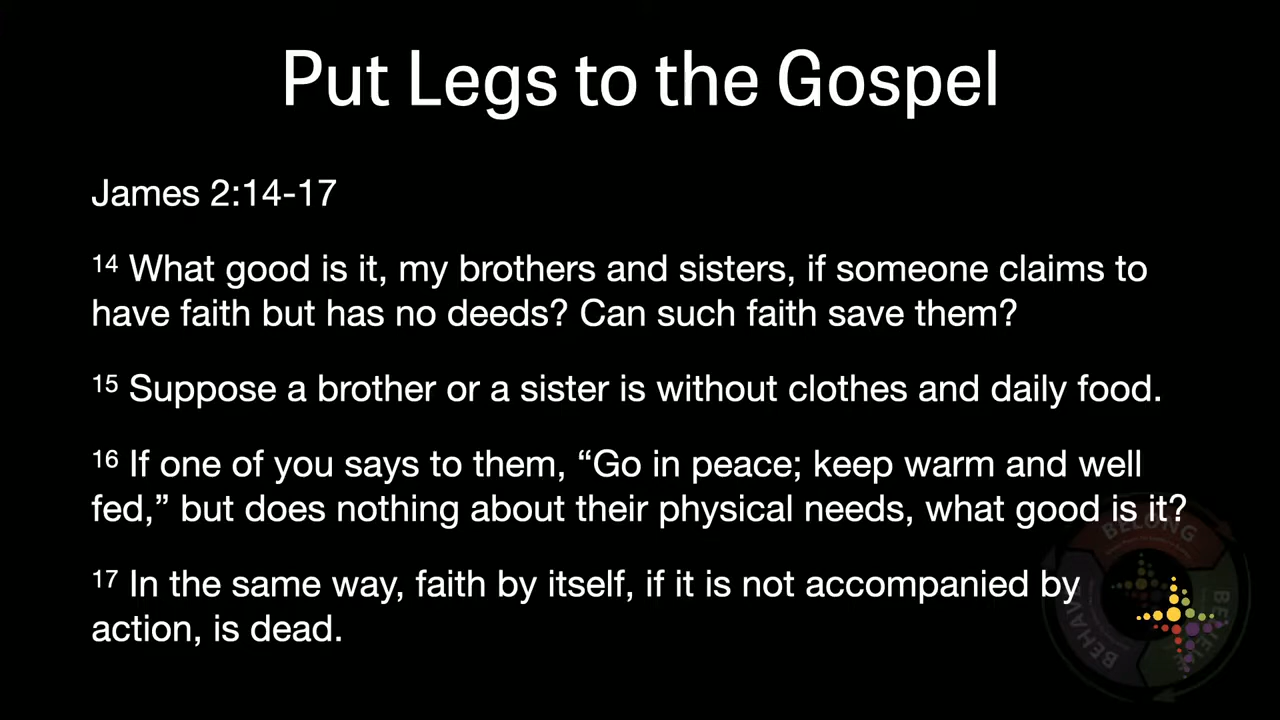 Put Legs to the Gospel
James 2:14-17
14 What good is it, my brothers and sisters, if someone claims to
have faith but has no deeds? Can such faith save them?
15 Suppose a brother or a sister is without clothes and daily food.
16 If one of you says to them, “Go in peace; keep warm and well
fed,” but does nothing about their physical needs, what good is it?
17 In the same way, faith by itself, if it is not accompanied by
action, is dead.
BELONG